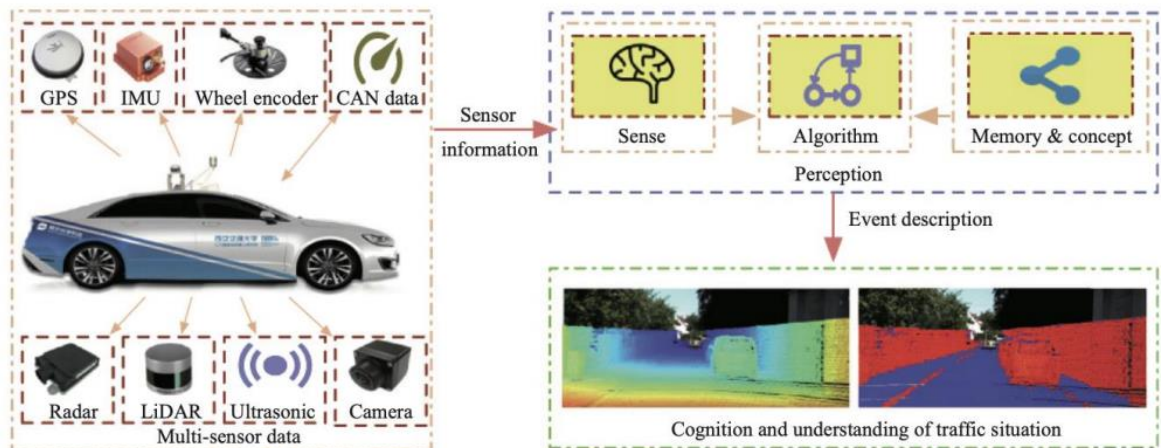 GPS
IMU
Wheel encoder
CAN data
Radar
LiDAR
Ultrasonic
Camera
Multi-sensor data
Sensor
information
Sense
Algorithm
Memory & concept
Perception
Event description
Cognition and understanding of traffic situation